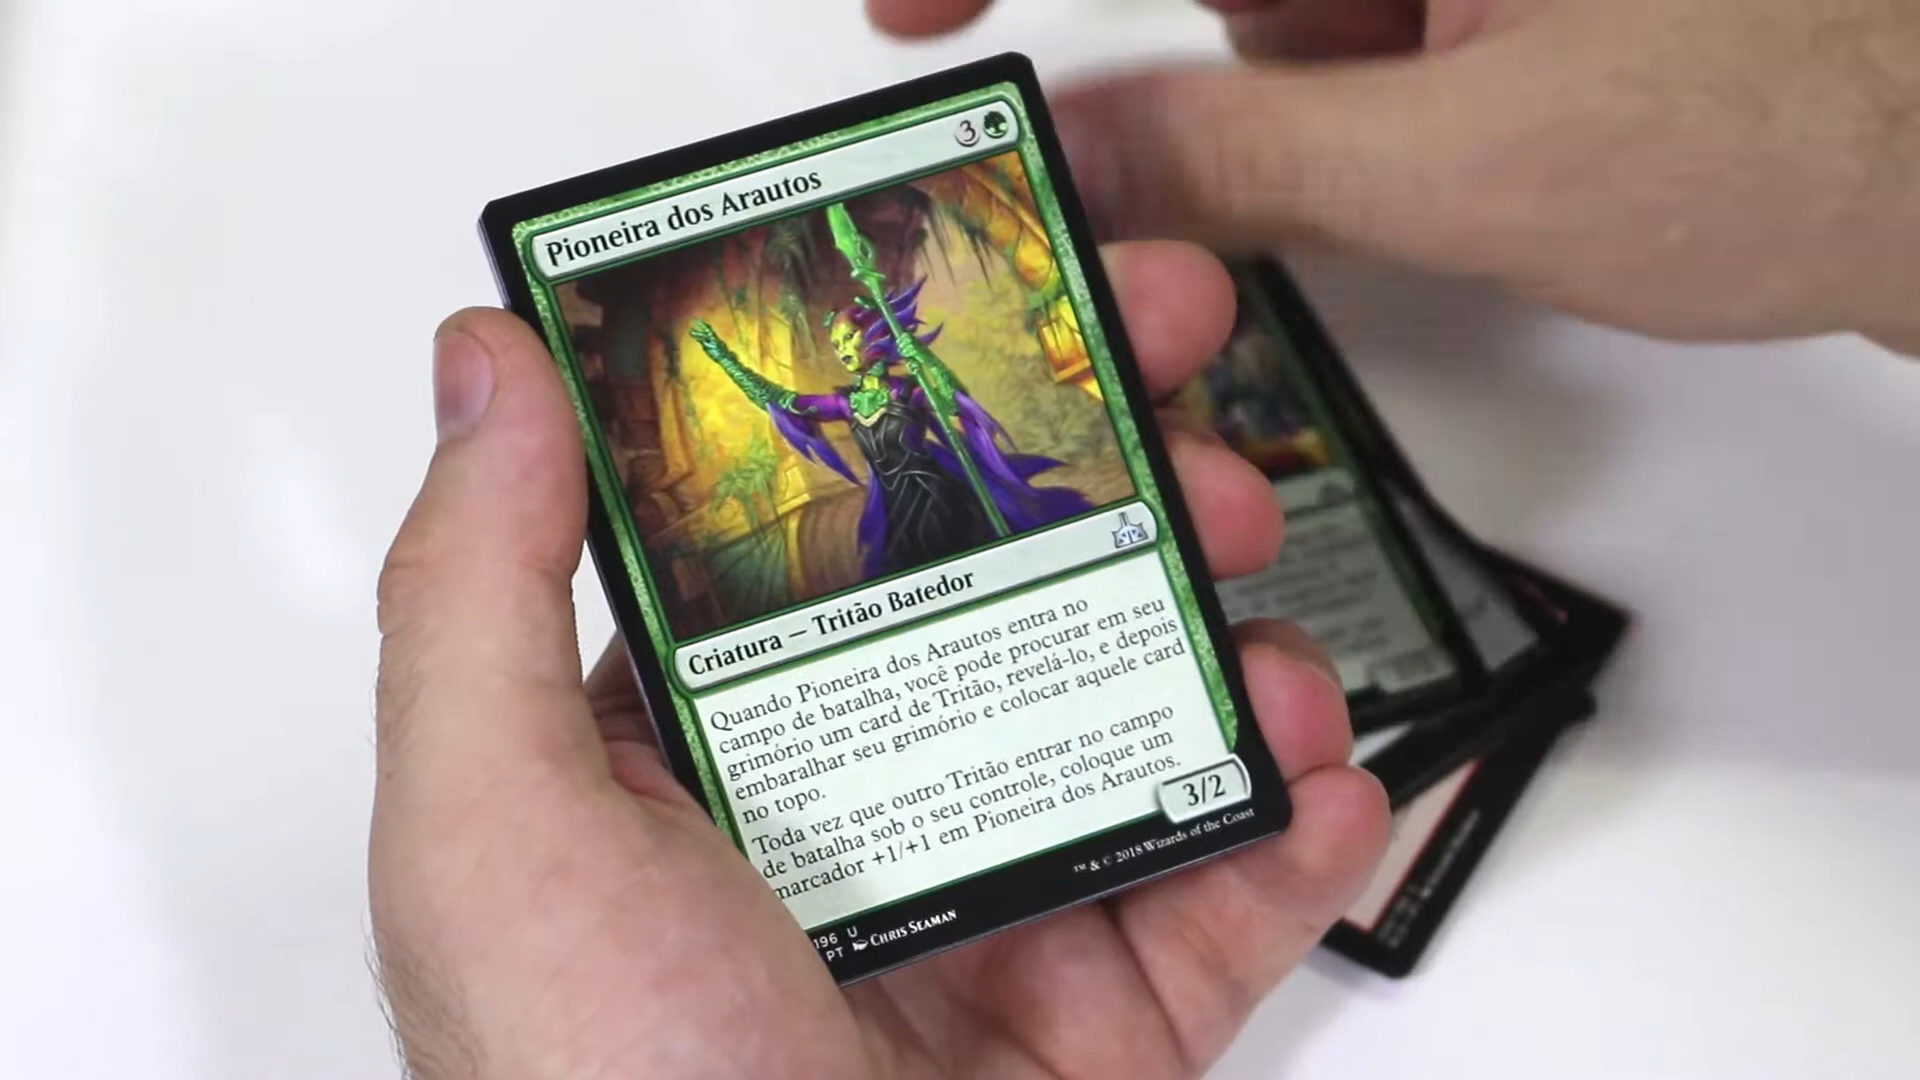 Pioneira dos Arautos
3
Criatura – Tritão Batedor
Quando Pioneira dos Arautos entra no
campo de batalha, você pode procurar em seu
grimório um card de Tritão, revelá-lo, e depois
embaralhar seu grimório e colocar aquele card
no topo.
Toda vez que outro Tritão entrar no campo
de batalha sob o seu controle, coloque um
marcador +1/+1 em Pioneira dos Arautos.
3/2
™ & © 2018 Wizards of the Coast
196 U
PT
CHRIS SEAMAN